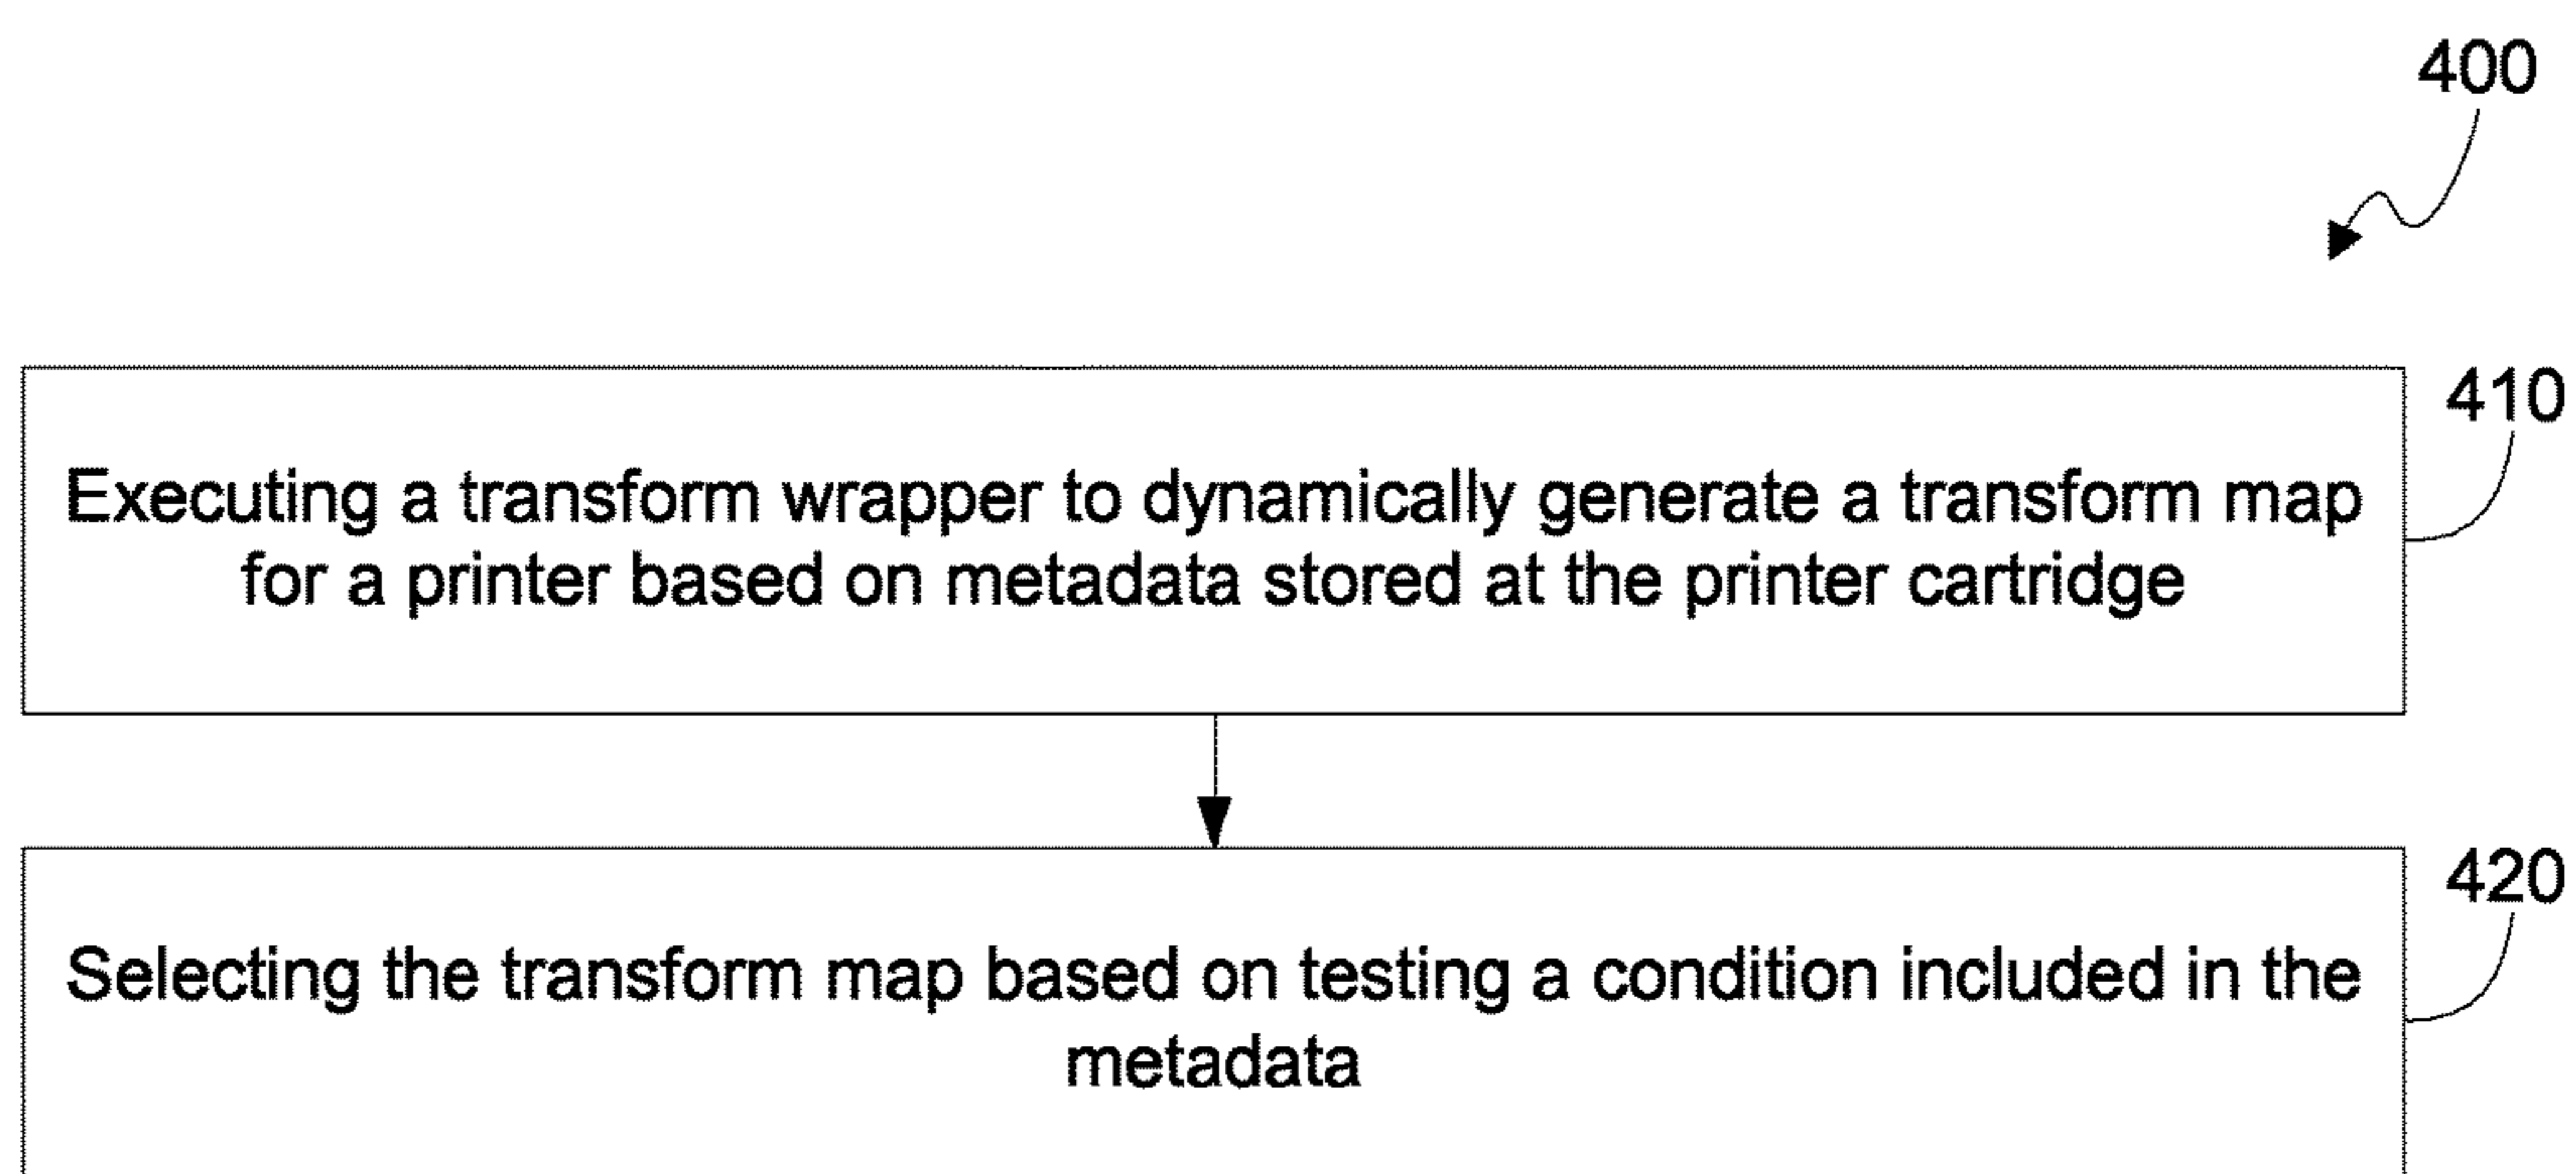 400
410
Executing a transform wrapper to dynamically generate a transform map
for a printer based on metadata stored at the printer cartridge
420
Selecting the transform map based on testing a condition included in the
metadata